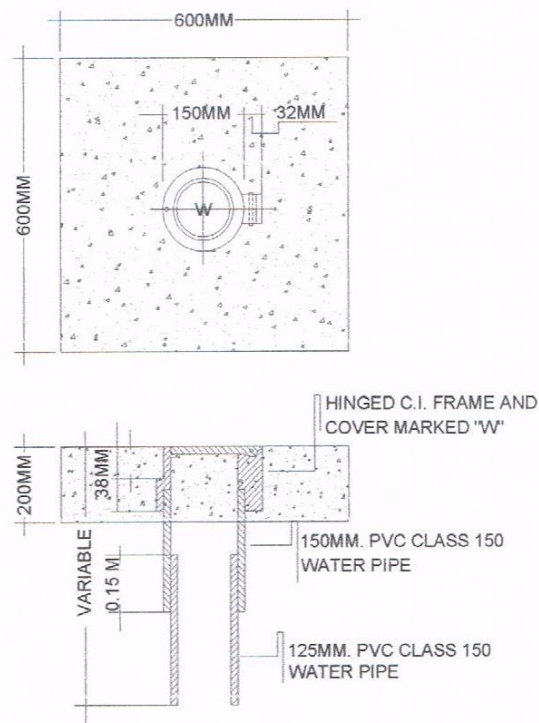 600MM
150MM
32MM
600MM
W
HINGED C.I. FRAME AND
COVER MARKED "W"
200MM
38MM
150MM. PVC CLASS 150
WATER PIPE
VARIABLE
0.15 M
125MM. PVC CLASS 150
WATER PIPE